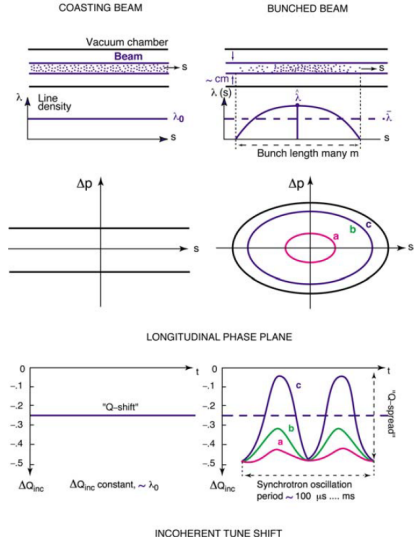 COASTING BEAM
BUNCHED BEAM
Vacuum chamber
Beam
s
s
~ cm
λ
Line
density
λ0
s
λ (s)
λ̂
λ̄
s
Bunch length many m
Δp
s
Δp
a
b
c
s
LONGITUDINAL PHASE PLANE
0
-.1
-.2
-.3
-.4
-.5
t
"Q-shift"
ΔQinc
ΔQinc constant, ~ λ0
0
-.1
-.2
-.3
-.4
-.5
t
c
b
a
"Q-spread"
ΔQinc
Synchrotron oscillation
period ~ 100 μs .... ms
INCOHERENT TUNE SHIFT